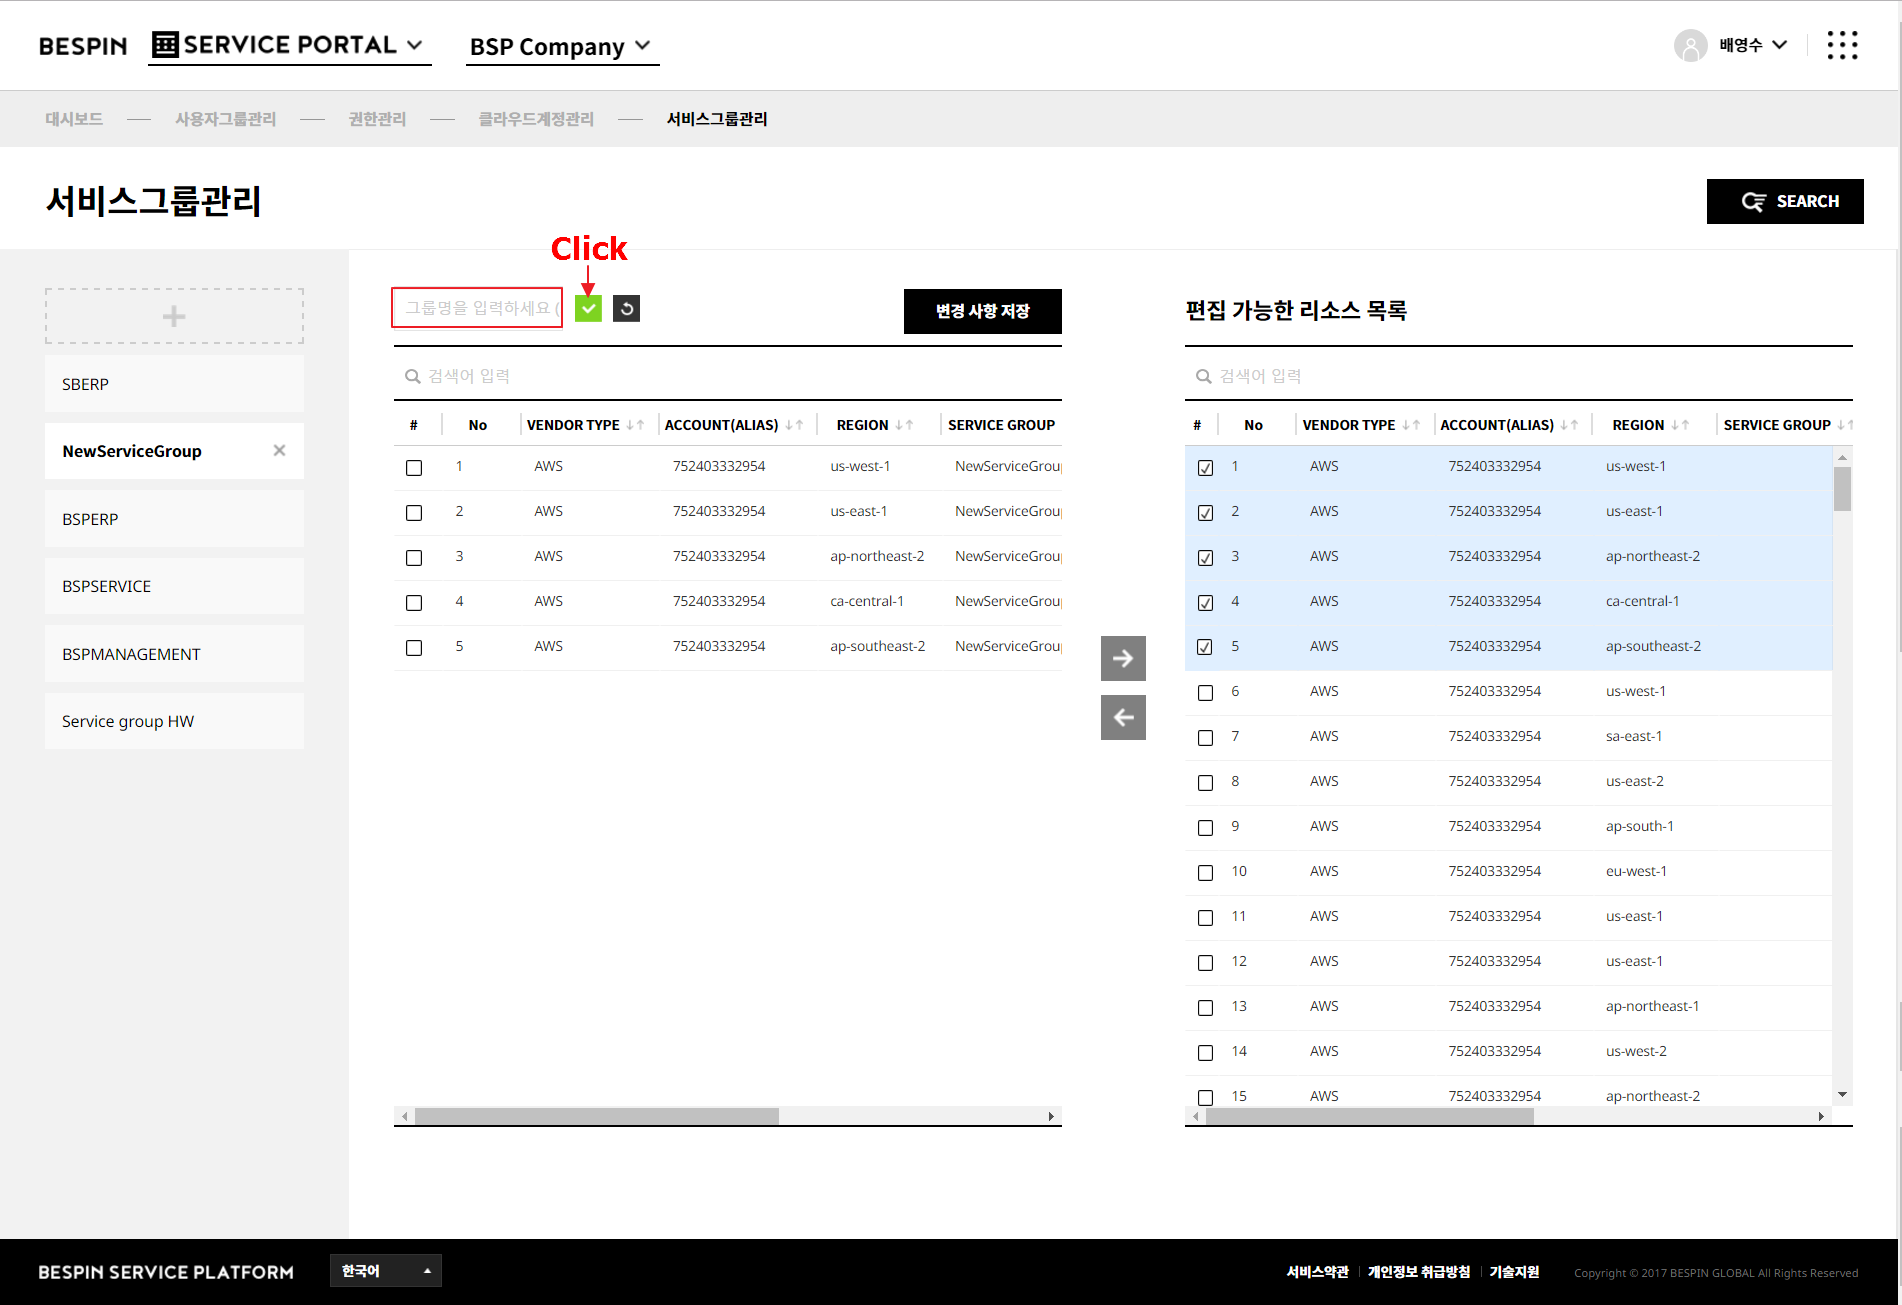 BESPIN SERVICE PORTAL BSP Company 배영수
대시보드 사용자그룹관리 권한관리 클라우드계정관리 서비스그룹관리
서비스그룹관리 SEARCH
Click
SBERP
NewServiceGroup
BSPERP
BSPSERVICE
BSPMANAGEMENT
Service group HW
그룹명을 입력하세요 ( 변경 사항 저장
검색어 입력
# No VENDOR TYPE ACCOUNT(ALIAS) REGION SERVICE GROUP
1 AWS 752403332954 us-west-1 NewServiceGrou
2 AWS 752403332954 us-east-1 NewServiceGrou
3 AWS 752403332954 ap-northeast-2 NewServiceGrou
4 AWS 752403332954 ca-central-1 NewServiceGrou
5 AWS 752403332954 ap-southeast-2 NewServiceGrou
편집 가능한 리소스 목록
검색어 입력
# No VENDOR TYPE ACCOUNT(ALIAS) REGION SERVICE GROUP
1 AWS 752403332954 us-west-1
2 AWS 752403332954 us-east-1
3 AWS 752403332954 ap-northeast-2
4 AWS 752403332954 ca-central-1
5 AWS 752403332954 ap-southeast-2
6 AWS 752403332954 us-west-1
7 AWS 752403332954 sa-east-1
8 AWS 752403332954 us-east-2
9 AWS 752403332954 ap-south-1
10 AWS 752403332954 eu-west-1
11 AWS 752403332954 us-east-1
12 AWS 752403332954 us-east-1
13 AWS 752403332954 ap-northeast-1
14 AWS 752403332954 us-west-2
15 AWS 752403332954 ap-northeast-2
BESPIN SERVICE PLATFORM 한국어 서비스약관 개인정보 취급방침 기술지원 Copyright © 2017 BESPIN GLOBAL All Rights Reserved